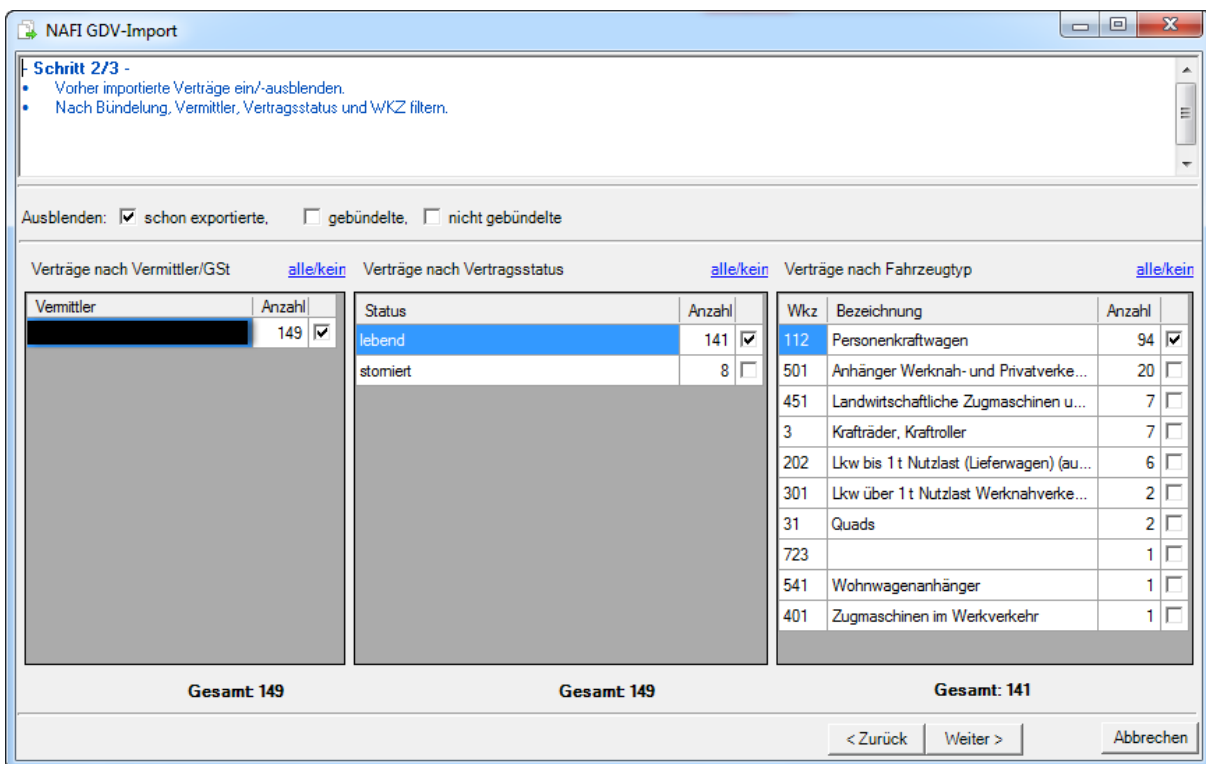 NAFI GDV-Import
- Schritt 2/3 -
• Vorher importierte Verträge ein/-ausblenden.
• Nach Bündelung, Vermittler, Vertragsstatus und WKZ filtern.
Ausblenden: schon exportierte, gebündelte, nicht gebündelte
Verträge nach Vermittler/GSt alle/kein
Vermittler Anzahl
149
Gesamt: 149
Verträge nach Vertragsstatus alle/kein
Status Anzahl
lebend 141
storniert 8
Gesamt: 149
Verträge nach Fahrzeugtyp alle/kein
Wkz Bezeichnung Anzahl
112 Personenkraftwagen 94
501 Anhänger Werknah- und Privatverke... 20
451 Landwirtschaftliche Zugmaschinen u... 7
3 Krafträder, Kraftroller 7
202 Lkw bis 1 t Nutzlast (Lieferwagen) (au... 6
301 Lkw über 1 t Nutzlast Werknahverke... 2
31 Quads 2
723 1
541 Wohnwagenanhänger 1
401 Zugmaschinen im Werkverkehr 1
Gesamt: 141
< Zurück Weiter > Abbrechen